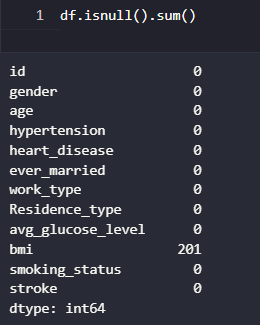 1 df.isnull().sum()
id 0
gender 0
age 0
hypertension 0
heart_disease 0
ever_married 0
work_type 0
Residence_type 0
avg_glucose_level 0
bmi 201
smoking_status 0
stroke 0
dtype: int64